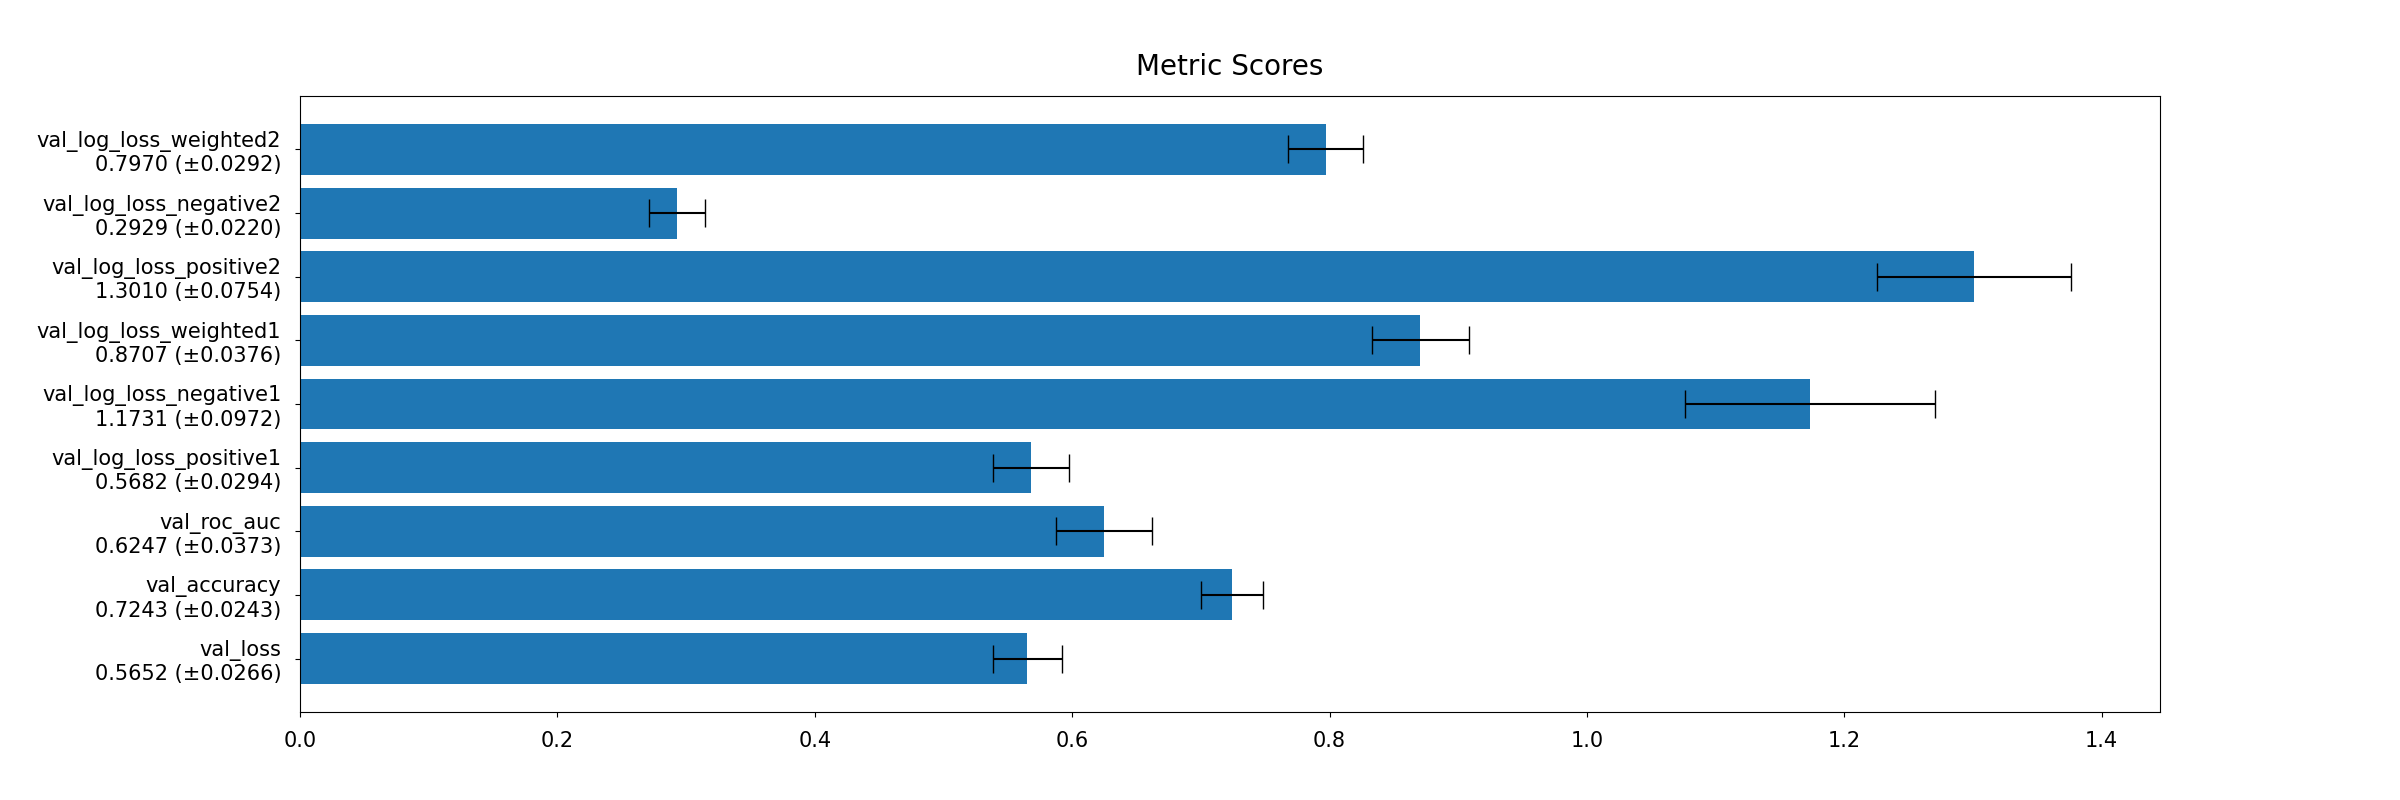 Metric Scores
val_log_loss_weighted2
0.7970 (±0.0292)
val_log_loss_negative2
0.2929 (±0.0220)
val_log_loss_positive2
1.3010 (±0.0754)
val_log_loss_weighted1
0.8707 (±0.0376)
val_log_loss_negative1
1.1731 (±0.0972)
val_log_loss_positive1
0.5682 (±0.0294)
val_roc_auc
0.6247 (±0.0373)
val_accuracy
0.7243 (±0.0243)
val_loss
0.5652 (±0.0266)
0.0 0.2 0.4 0.6 0.8 1.0 1.2 1.4